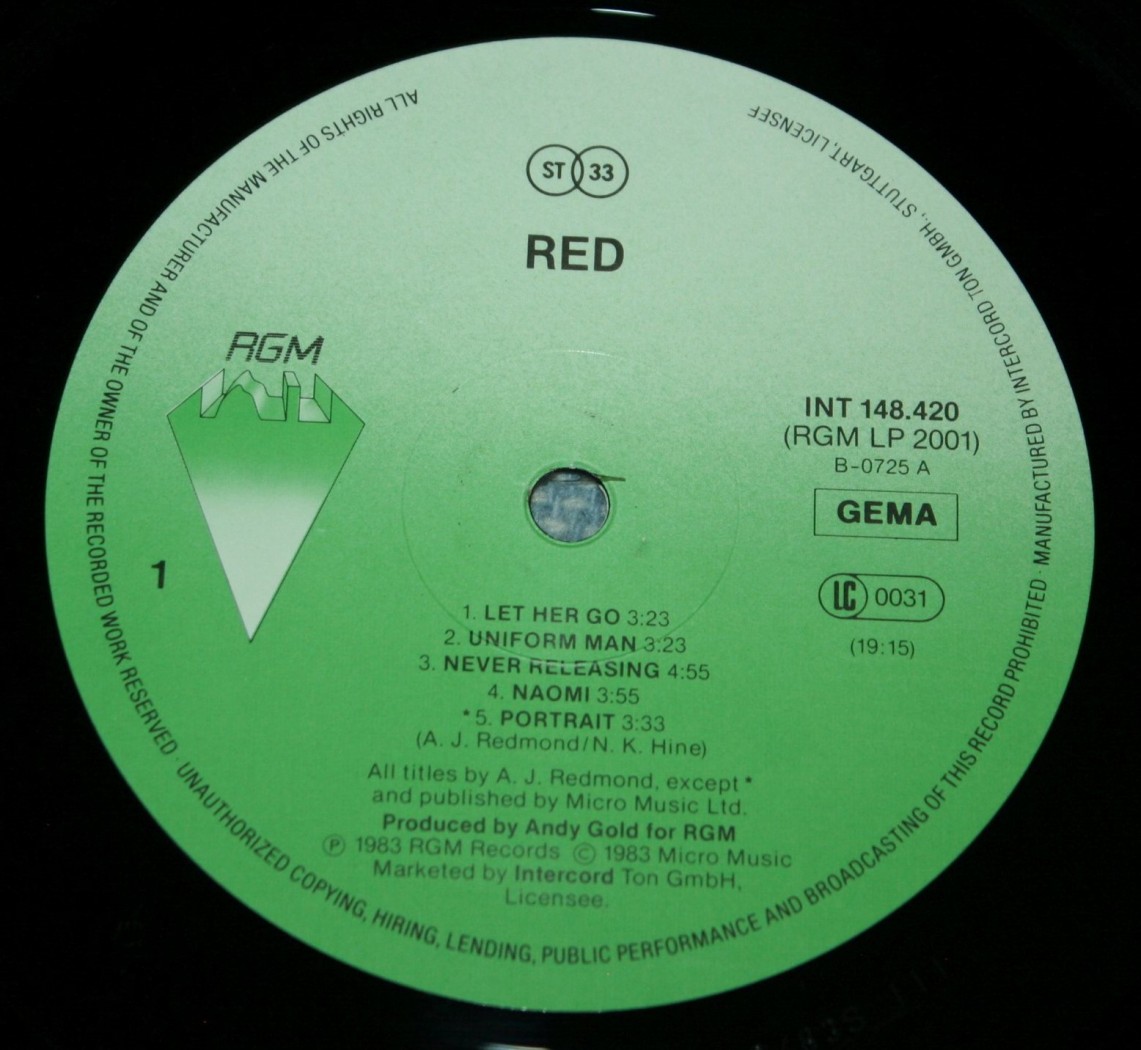 ST 33
RED
RGM
INT 148.420
(RGM LP 2001)
B-0725 A
GEMA
LC 0031
(19:15)
1
1. LET HER GO 3:23
2. UNIFORM MAN 3:23
3. NEVER RELEASING 4:55
4. NAOMI 3:55
*5. PORTRAIT 3:33
(A. J. Redmond/N. K. Hine)
All titles by A. J. Redmond, except *
and published by Micro Music Ltd.
Produced by Andy Gold for RGM
Ⓟ 1983 RGM Records © 1983 Micro Music
Marketed by Intercord Ton GmbH,
Licensee.
ALL RIGHTS OF THE MANUFACTURER AND OF THE OWNER OF THE RECORDED WORK RESERVED · UNAUTHORIZED COPYING, HIRING, LENDING, PUBLIC PERFORMANCE AND BROADCASTING OF THIS RECORD PROHIBITED · MANUFACTURED BY INTERCORD TON GMBH., STUTTGART, LICENSEE